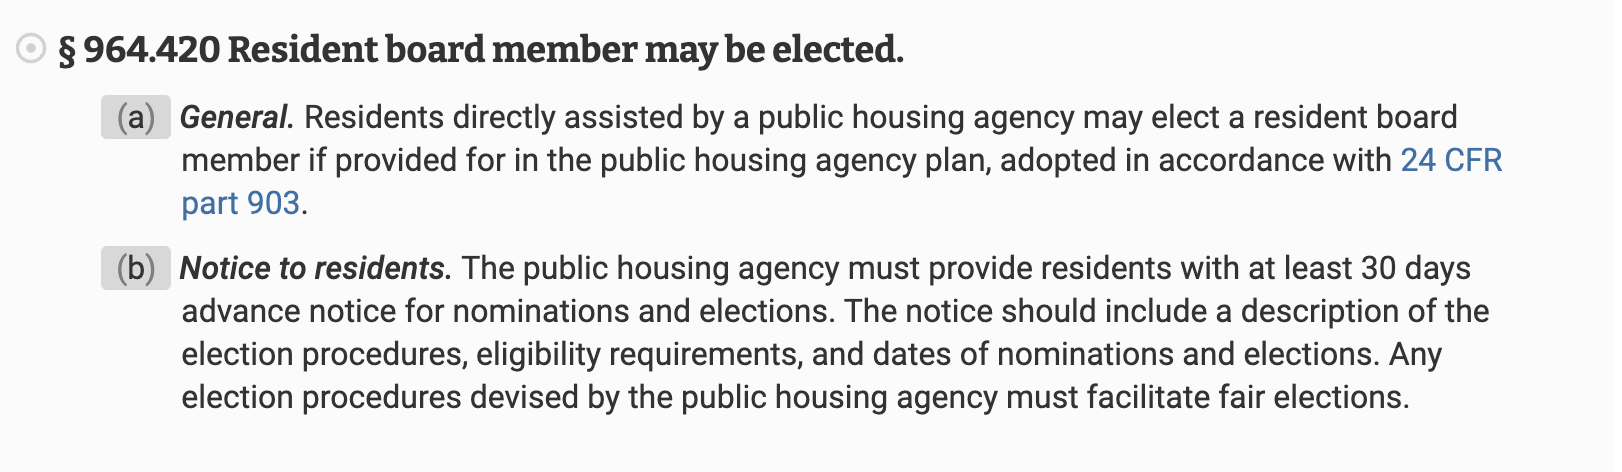 § 964.420 Resident board member may be elected.
(a) General. Residents directly assisted by a public housing agency may elect a resident board
member if provided for in the public housing agency plan, adopted in accordance with 24 CFR
part 903.
(b) Notice to residents. The public housing agency must provide residents with at least 30 days
advance notice for nominations and elections. The notice should include a description of the
election procedures, eligibility requirements, and dates of nominations and elections. Any
election procedures devised by the public housing agency must facilitate fair elections.